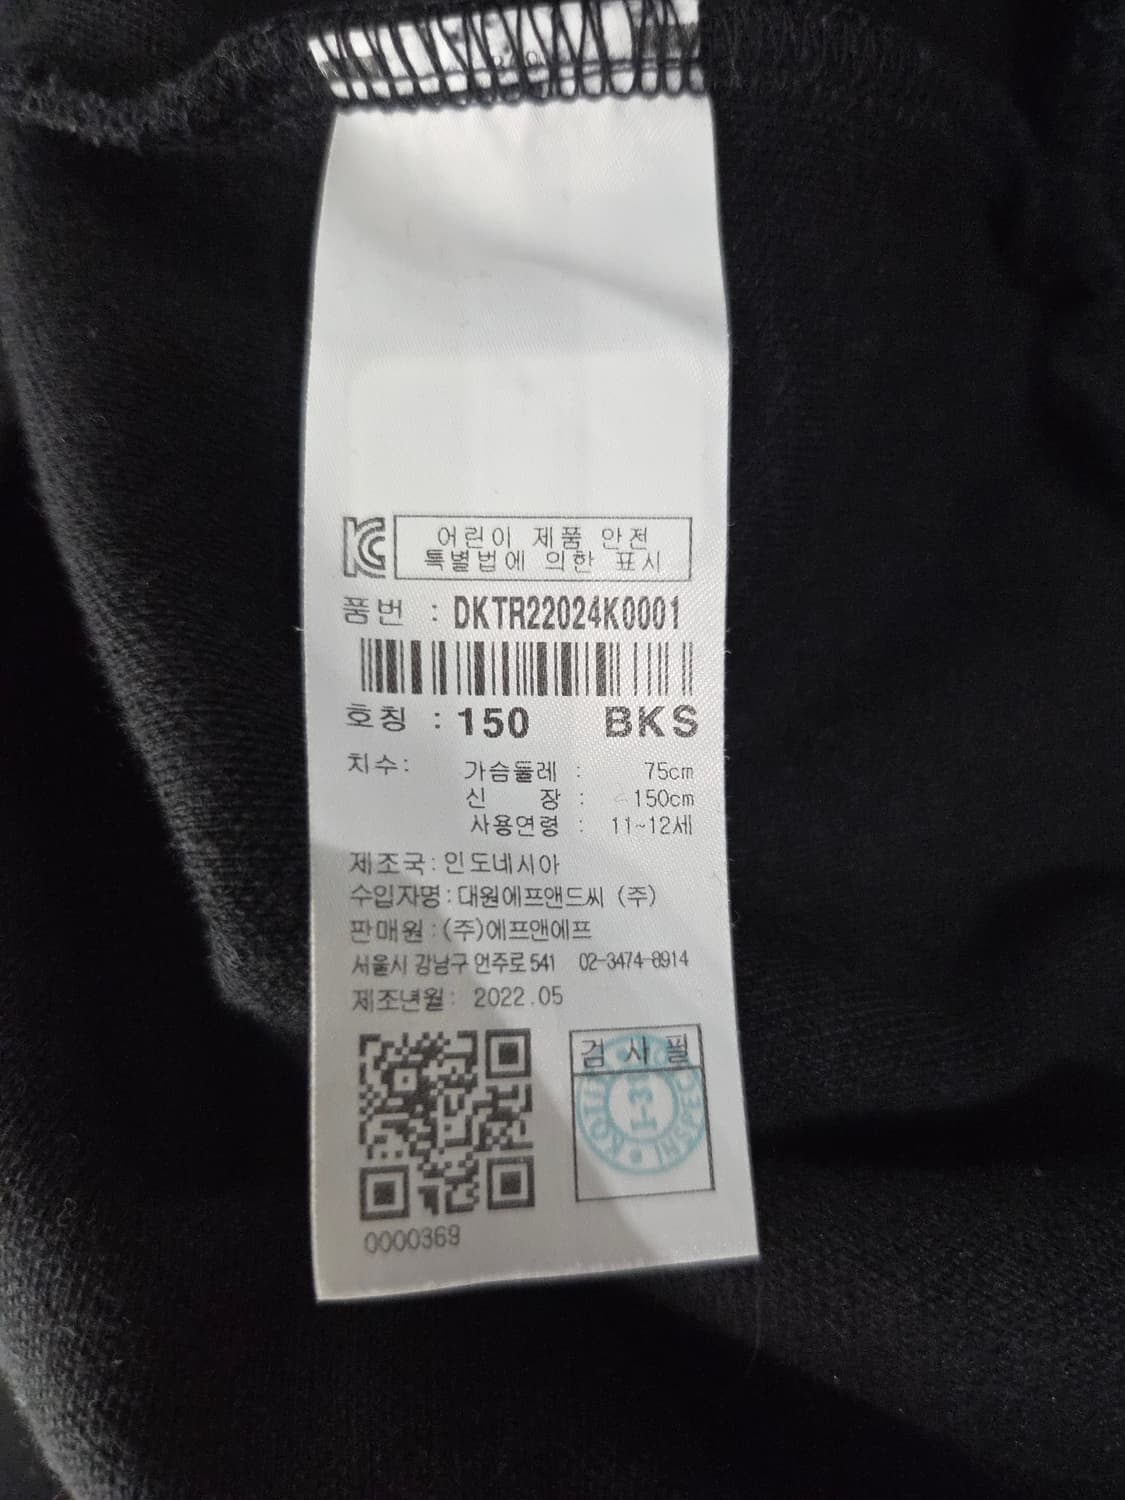 KC
어린이 제품 안전
특별법에 의한 표시
품번 : DKTR22024K0001
호칭 : 150 BKS
치수: 가슴둘레 : 75cm
신 장 : 150cm
사용연령 : 11~12세
제조국 : 인도네시아
수입자명 : 대원에프앤드씨 (주)
판매원 : (주)에프앤에프
서울시 강남구 언주로 541 02-3474-8914
제조년월 : 2022.05
검 사 필
0000369